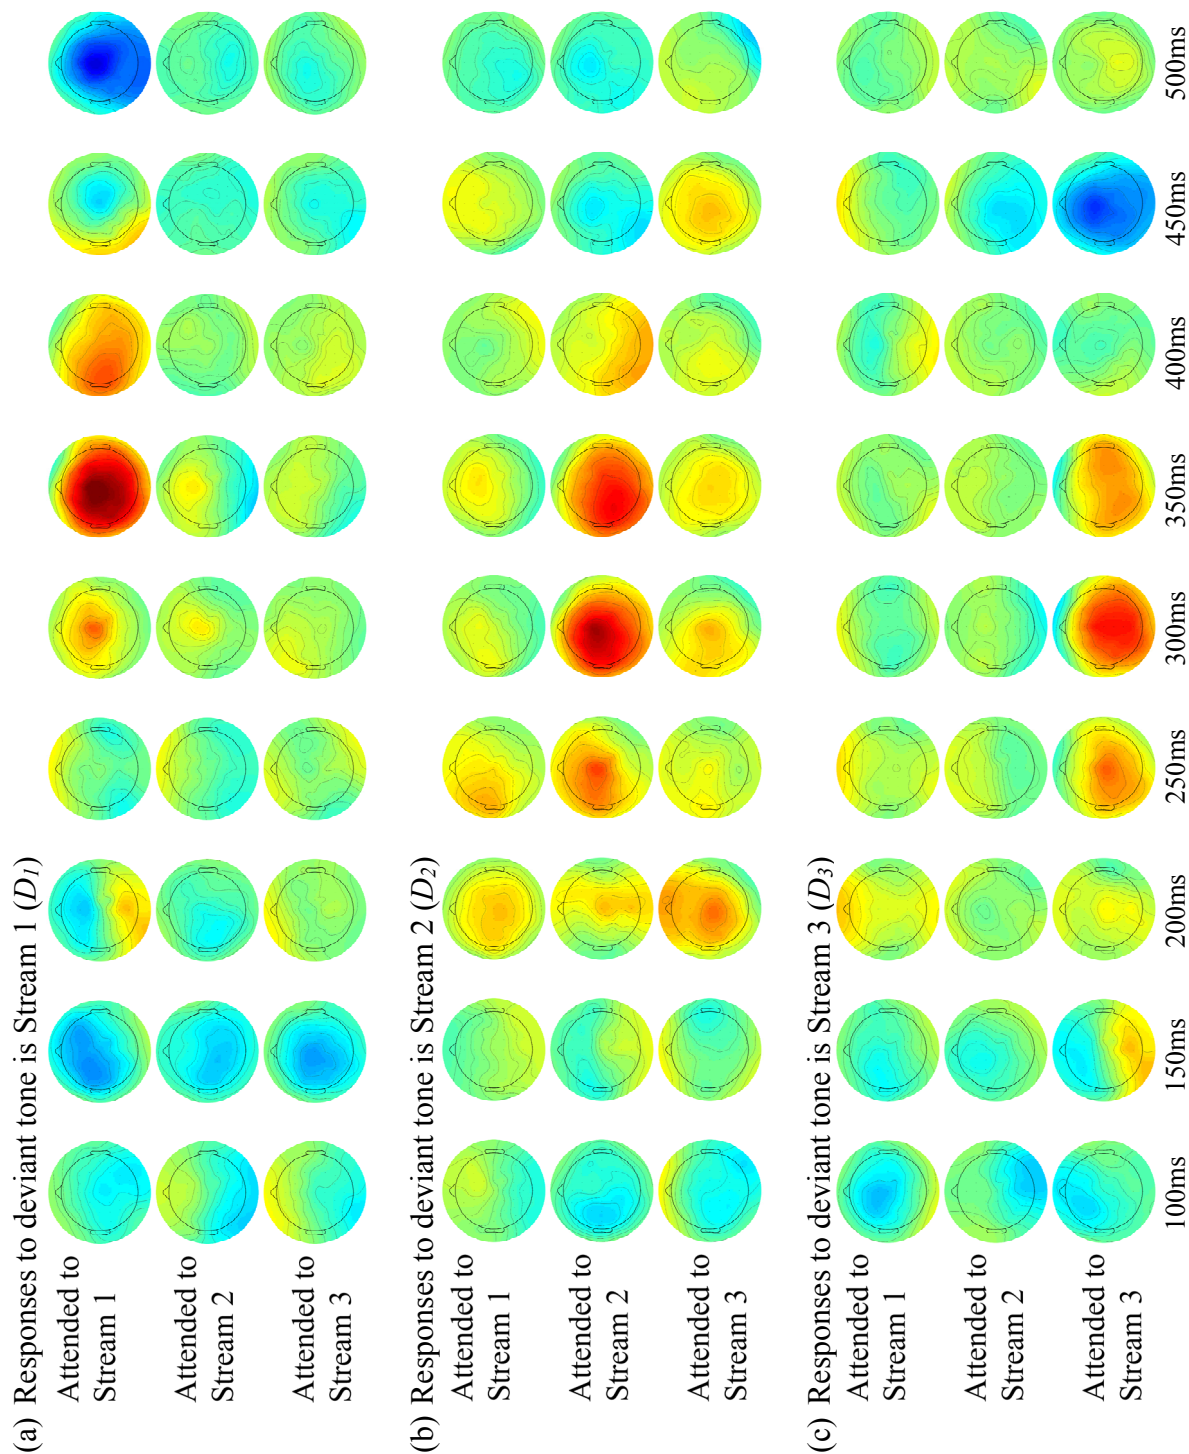 (a) Responses to deviant tone is Stream 1 (D1)
Attended to
Stream 1
Attended to
Stream 2
Attended to
Stream 3
(b) Responses to deviant tone is Stream 2 (D2)
Attended to
Stream 1
Attended to
Stream 2
Attended to
Stream 3
(c) Responses to deviant tone is Stream 3 (D3)
Attended to
Stream 1
Attended to
Stream 2
Attended to
Stream 3
100ms 150ms 200ms 250ms 300ms 350ms 400ms 450ms 500ms